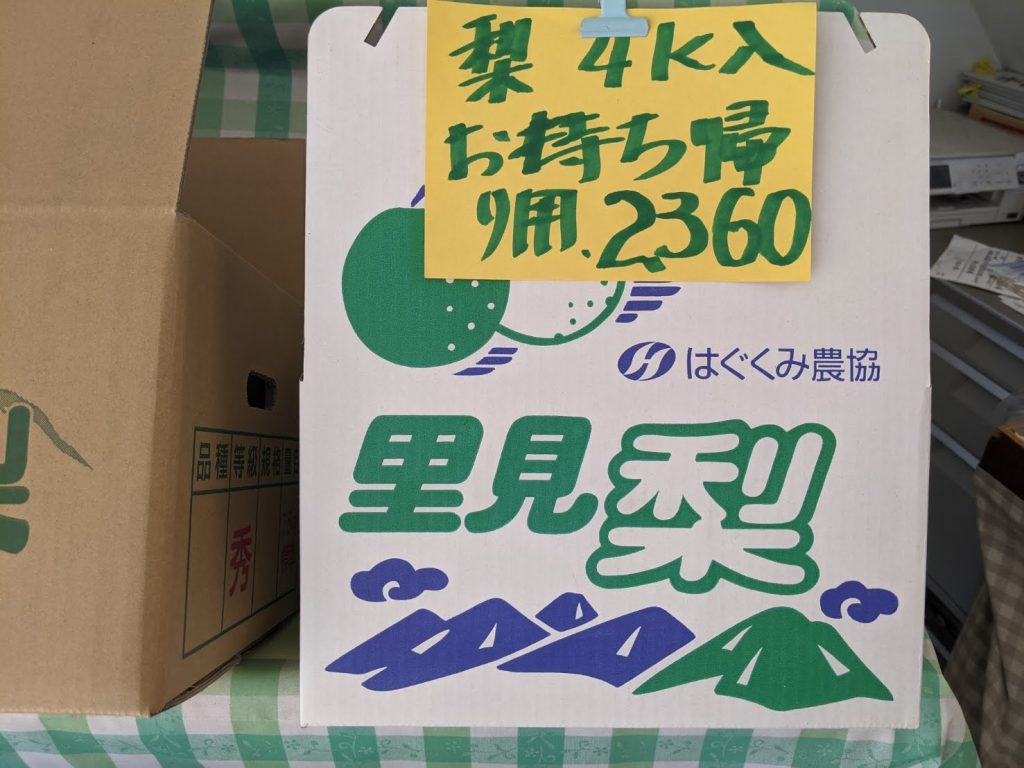 梨 4K入
お持ち帰
り用、2360
はぐくみ農協
里見梨
品種 等級
秀